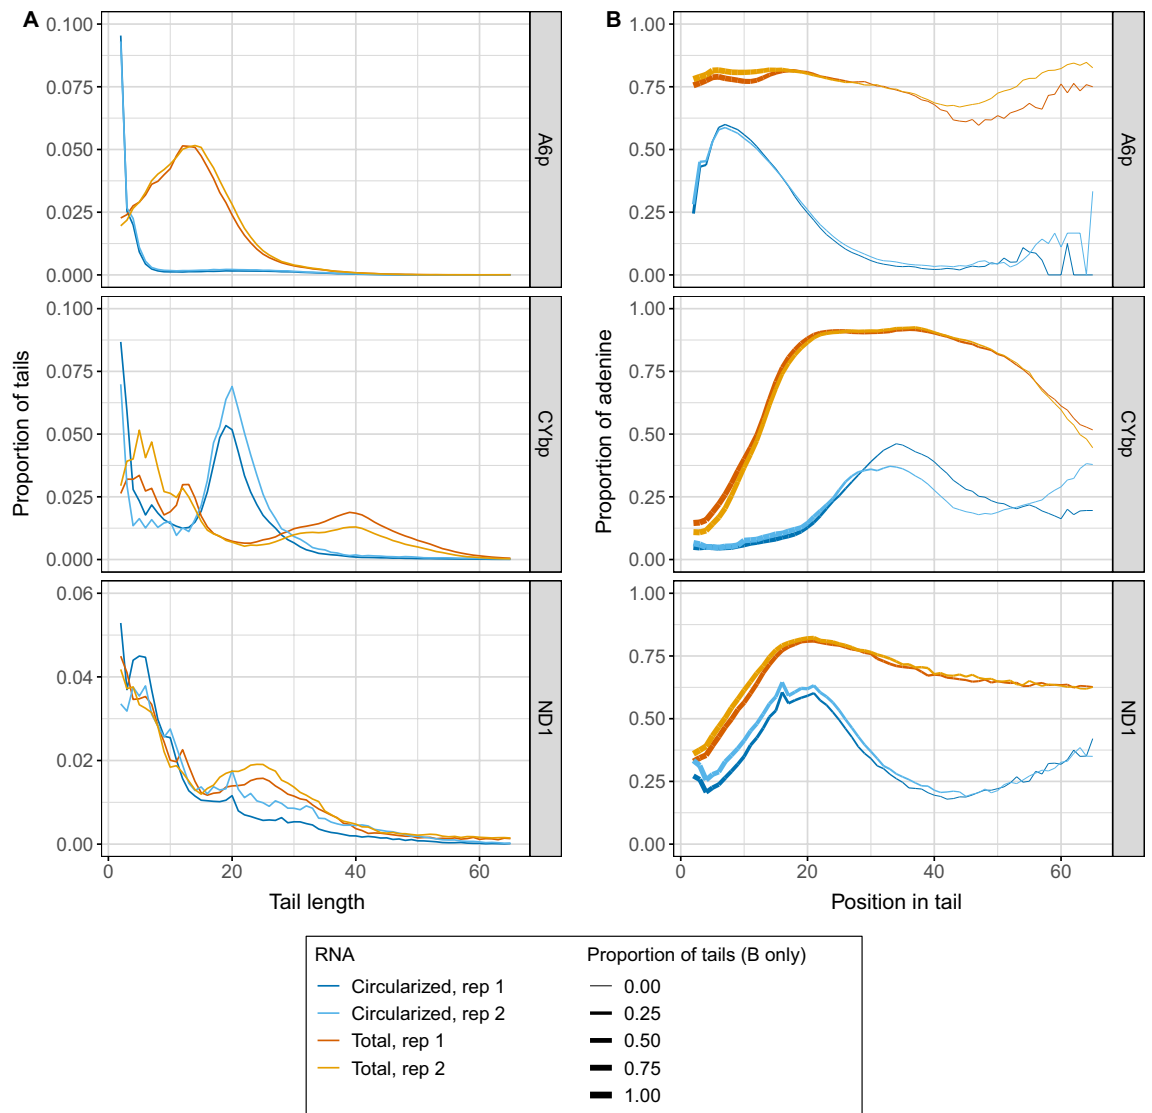 A
B
0.100
0.075
0.050
0.025
0.000
A6p
1.00
0.75
0.50
0.25
0.00
A6p
0.100
0.075
0.050
0.025
0.000
CYbp
1.00
0.75
0.50
0.25
0.00
CYbp
0.06
0.04
0.02
0.00
ND1
1.00
0.75
0.50
0.25
0.00
ND1
Proportion of tails
Proportion of adenine
0 20 40 60
0 20 40 60
Tail length
Position in tail
RNA
Circularized, rep 1
Circularized, rep 2
Total, rep 1
Total, rep 2
Proportion of tails (B only)
0.00
0.25
0.50
0.75
1.00